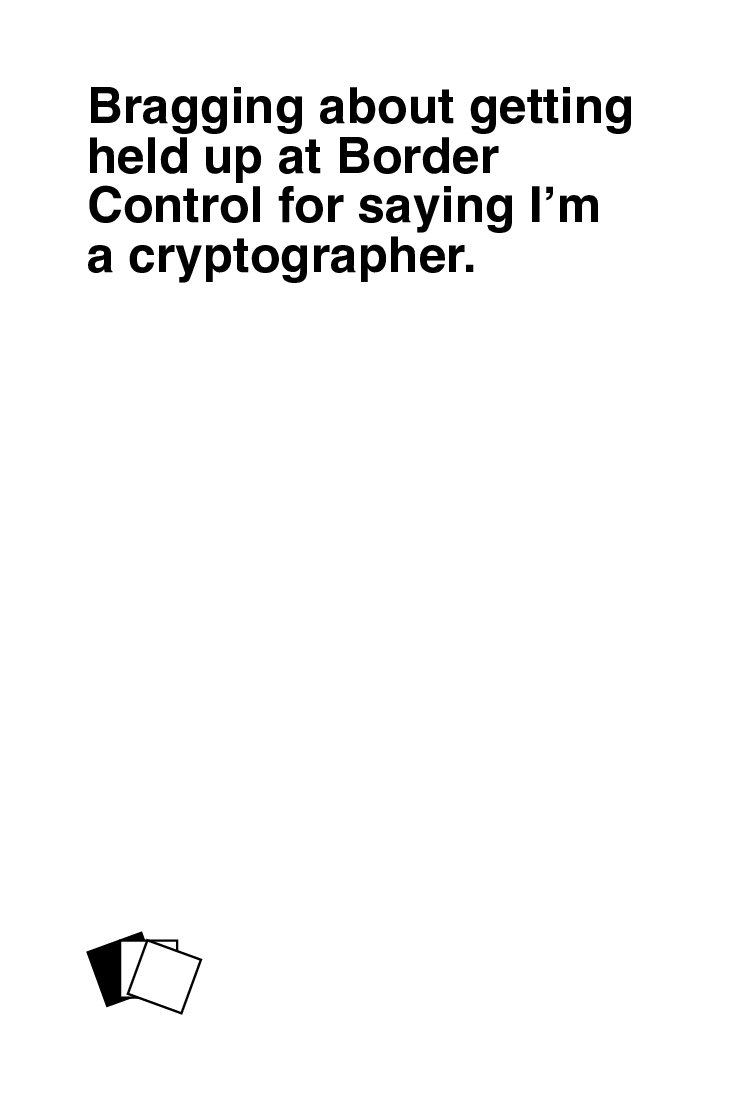 Bragging about getting
held up at Border
Control for saying I’m
a cryptographer.